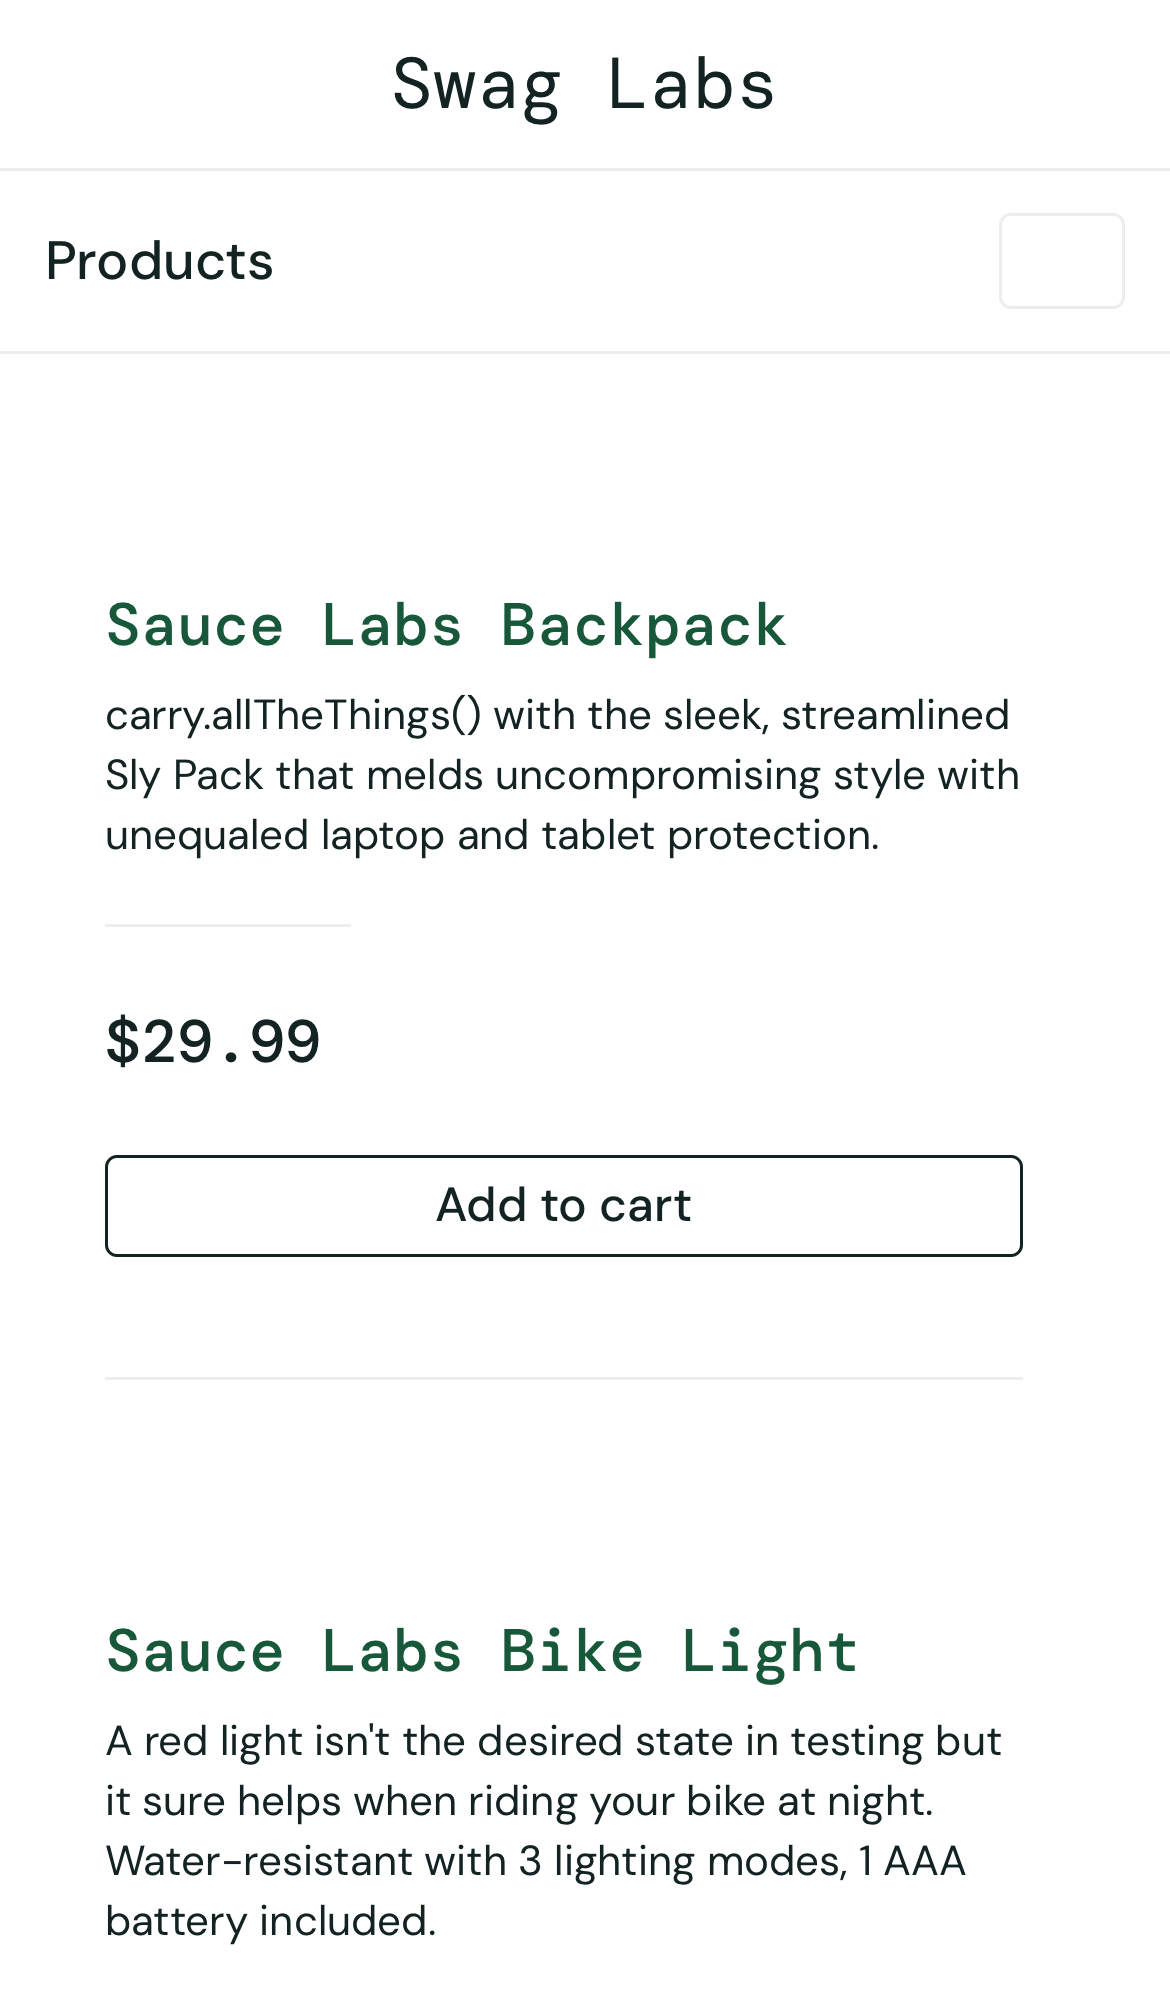 Swag Labs
Products
Sauce Labs Backpack
carry.allTheThings() with the sleek, streamlined
Sly Pack that melds uncompromising style with
unequaled laptop and tablet protection.
$29.99
Add to cart
Sauce Labs Bike Light
A red light isn't the desired state in testing but
it sure helps when riding your bike at night.
Water-resistant with 3 lighting modes, 1 AAA
battery included.